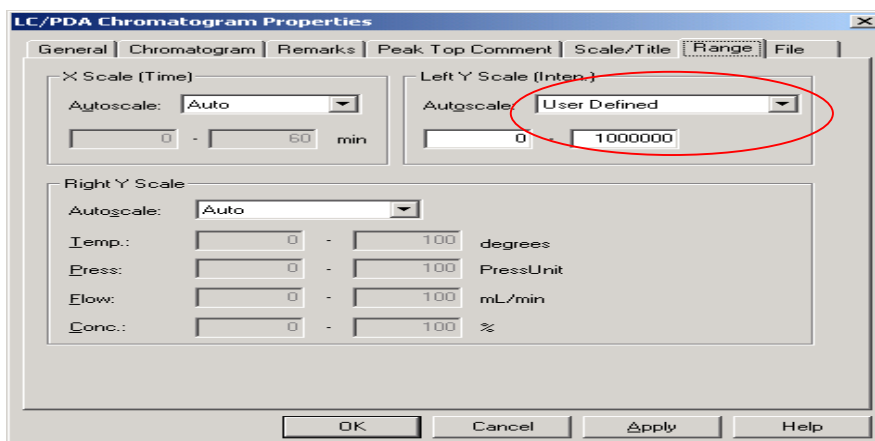 LC/PDA Chromatogram Properties
General Chromatogram Remarks Peak Top Comment Scale/Title Range File
X Scale (Time)
Autoscale: Auto
0 - 60 min
Left Y Scale (Inten.)
Autoscale: User Defined
0 - 1000000
Right Y Scale
Autoscale: Auto
Temp.: 0 - 100 degrees
Press: 0 - 100 PressUnit
Flow: 0 - 100 mL/min
Conc.: 0 - 100 %
OK Cancel Apply Help